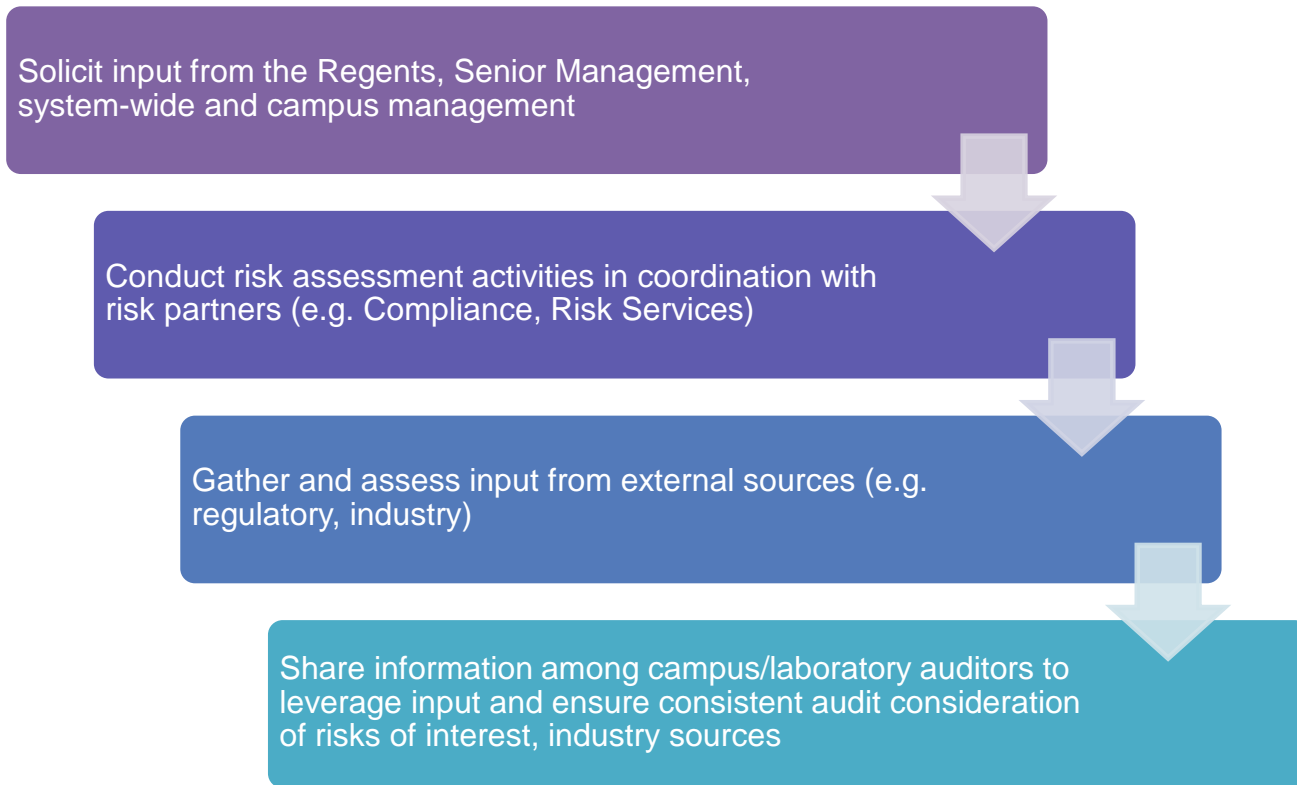 Solicit input from the Regents, Senior Management,
system-wide and campus management
Conduct risk assessment activities in coordination with
risk partners (e.g. Compliance, Risk Services)
Gather and assess input from external sources (e.g.
regulatory, industry)
Share information among campus/laboratory auditors to
leverage input and ensure consistent audit consideration
of risks of interest, industry sources